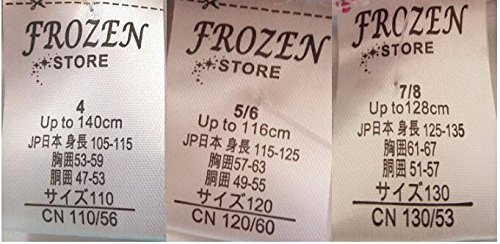 FROZEN
STORE
4
Up to 140cm
JP日本 身長 105-115
胸囲53-59
胴囲 47-53
サイズ110
CN 110/56
FROZEN
STORE
5/6
Up to 116cm
JP日本 身長 115-125
胸囲57-63
胴囲 49-55
サイズ120
CN 120/60
FROZEN
STORE
7/8
Up to128cm
JP日本 身長 125-135
胸囲61-67
胴囲 51-57
サイズ130
CN 130/53